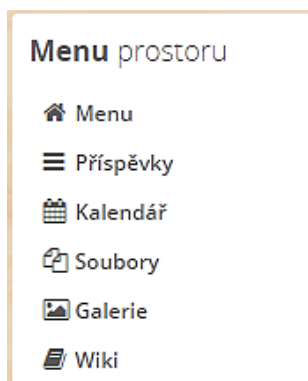 Menu prostoru
Menu
Příspěvky
Kalendář
Soubory
Galerie
Wiki